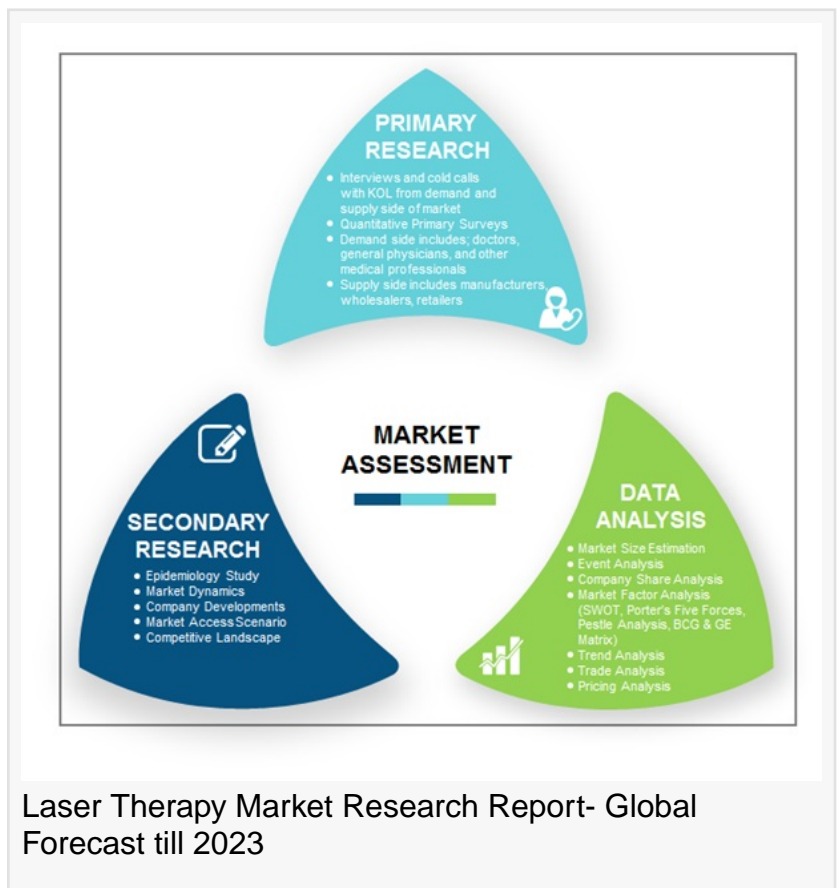 PRIMARY
RESEARCH
• Interviews and cold calls
with KOL from demand and
supply side of market
• Quantitative Primary Surveys
• Demand side includes; doctors,
general physicians, and other
medical professionals
• Supply side includes manufacturers,
wholesalers, retailers
MARKET
ASSESSMENT
SECONDARY
RESEARCH
• Epidemiology Study
• Market Dynamics
• Company Developments
• Market Access Scenario
• Competitive Landscape
DATA
ANALYSIS
• Market Size Estimation
• Event Analysis
• Company Share Analysis
• Market Factor Analysis
(SWOT, Porter's Five Forces,
Pestle Analysis, BCG & GE
Matrix)
• Trend Analysis
• Trade Analysis
• Pricing Analysis
Laser Therapy Market Research Report- Global
Forecast till 2023